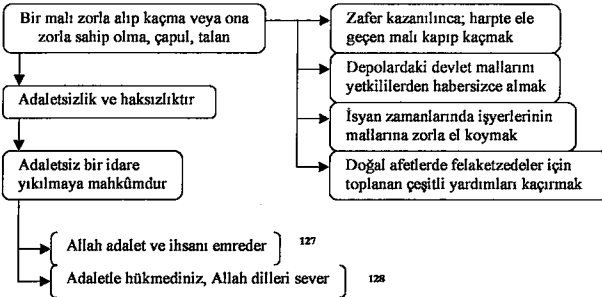 Bir malı zorla alıp kaçma veya ona
zorla sahip olma, çapul, talan
Adaletsizlik ve haksızlıktır
Adaletsiz bir idare
yıkılmaya mahkûmdur
Allah adalet ve ihsanı emreder 127
Adaletle hükmediniz, Allah dilleri sever 128
Zafer kazanılınca; harpte ele
geçen malı kapıp kaçmak
Depolardaki devlet mallarını
yetkililerden habersizce almak
İsyan zamanlarında işyerlerinin
mallarına zorla el koymak
Doğal afetlerde felaketzedeler için
toplanan çeşitli yardımları kaçırmak